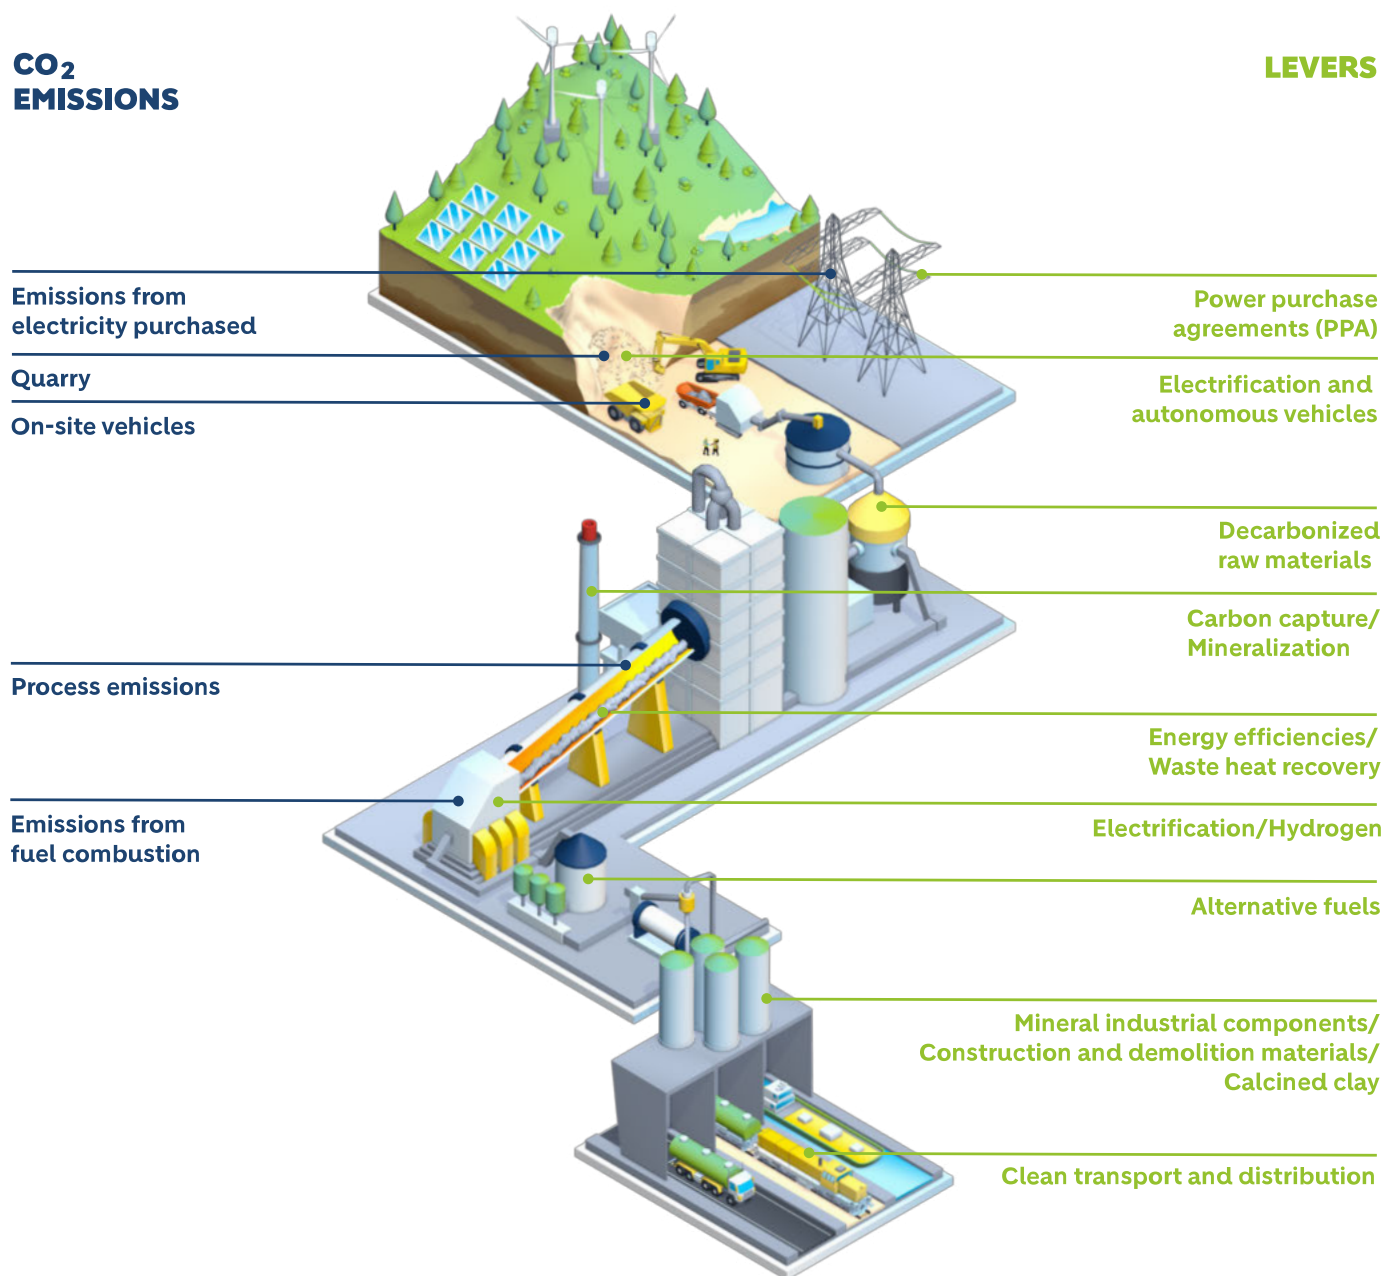 CO2
EMISSIONS
LEVERS
Emissions from
electricity purchased
Quarry
On-site vehicles
Process emissions
Emissions from
fuel combustion
Power purchase
agreements (PPA)
Electrification and
autonomous vehicles
Decarbonized
raw materials
Carbon capture/
Mineralization
Energy efficiencies/
Waste heat recovery
Electrification/Hydrogen
Alternative fuels
Mineral industrial components/
Construction and demolition materials/
Calcined clay
Clean transport and distribution